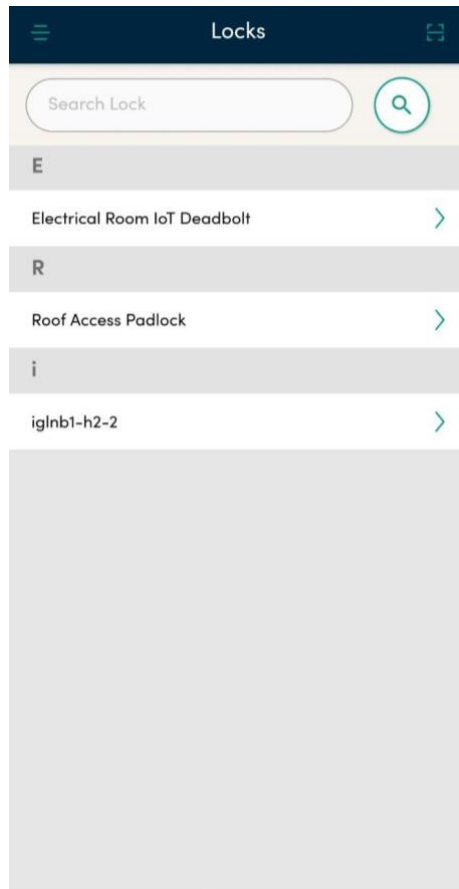 Locks
Search Lock
E
Electrical Room IoT Deadbolt
R
Roof Access Padlock
i
iglnb1-h2-2